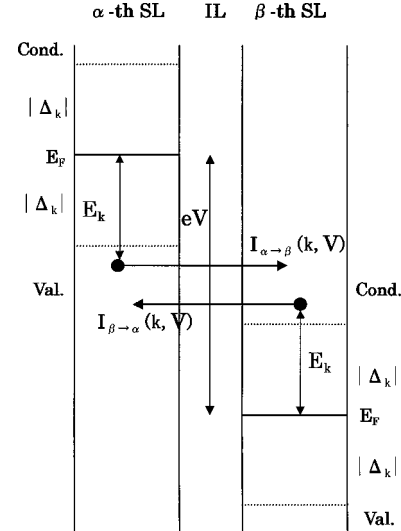 α-th SL IL β-th SL
Cond.
|Δk|
EF
|Δk|
Ek
eV
Iα→β(k, V)
Val.
Cond.
Iβ→α(k, V)
Ek
|Δk|
EF
|Δk|
Val.